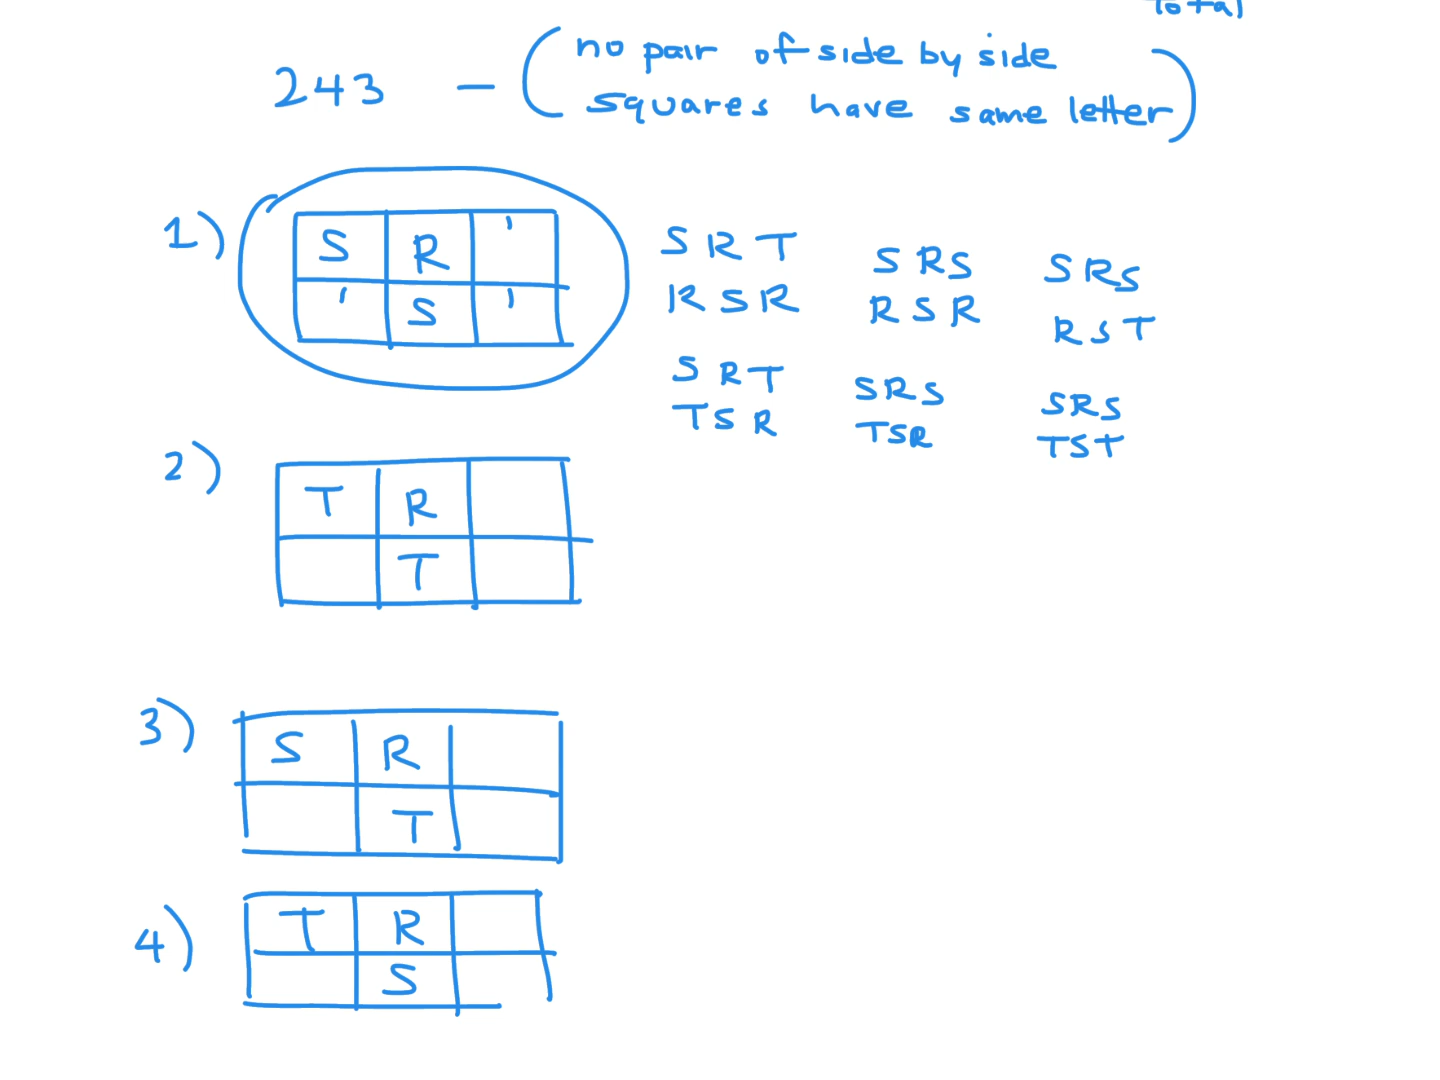 Total
243 - (no pair of side by side
squares have same letter)
1) S R '
' S '
SRT SRS SRS
RSR RSR RST
SRT SRS SRS
TSR TSR TST
2) T R
T
3) S R
T
4) T R
S